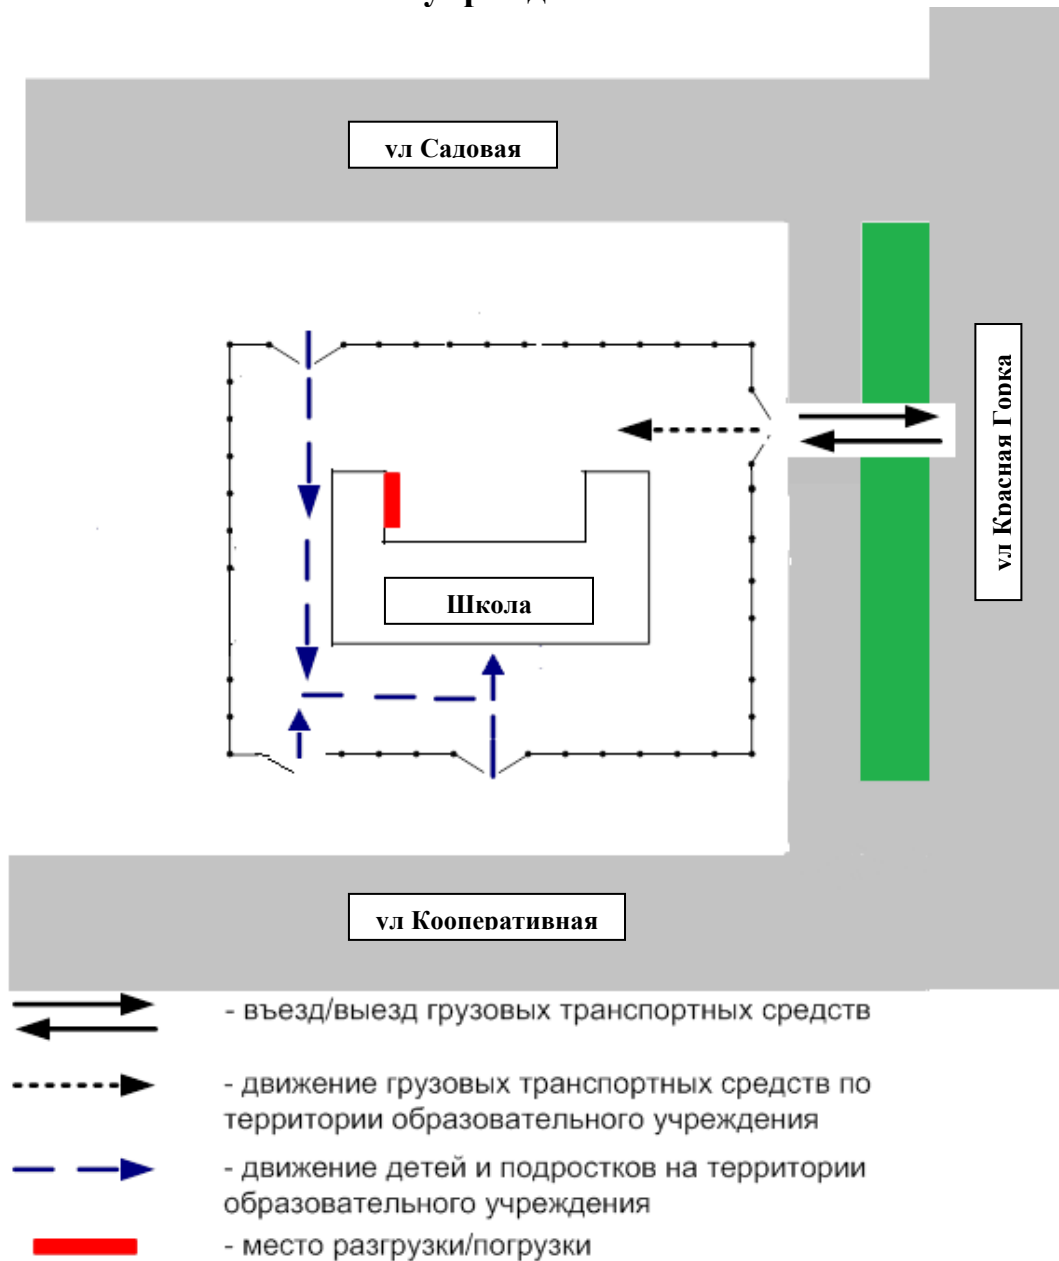 ул Садовая
ул Красная Горка
Школа
ул Кооперативная
- въезд/выезд грузовых транспортных средств
- движение грузовых транспортных средств по
территории образовательного учреждения
- движение детей и подростков на территории
образовательного учреждения
- место разгрузки/погрузки